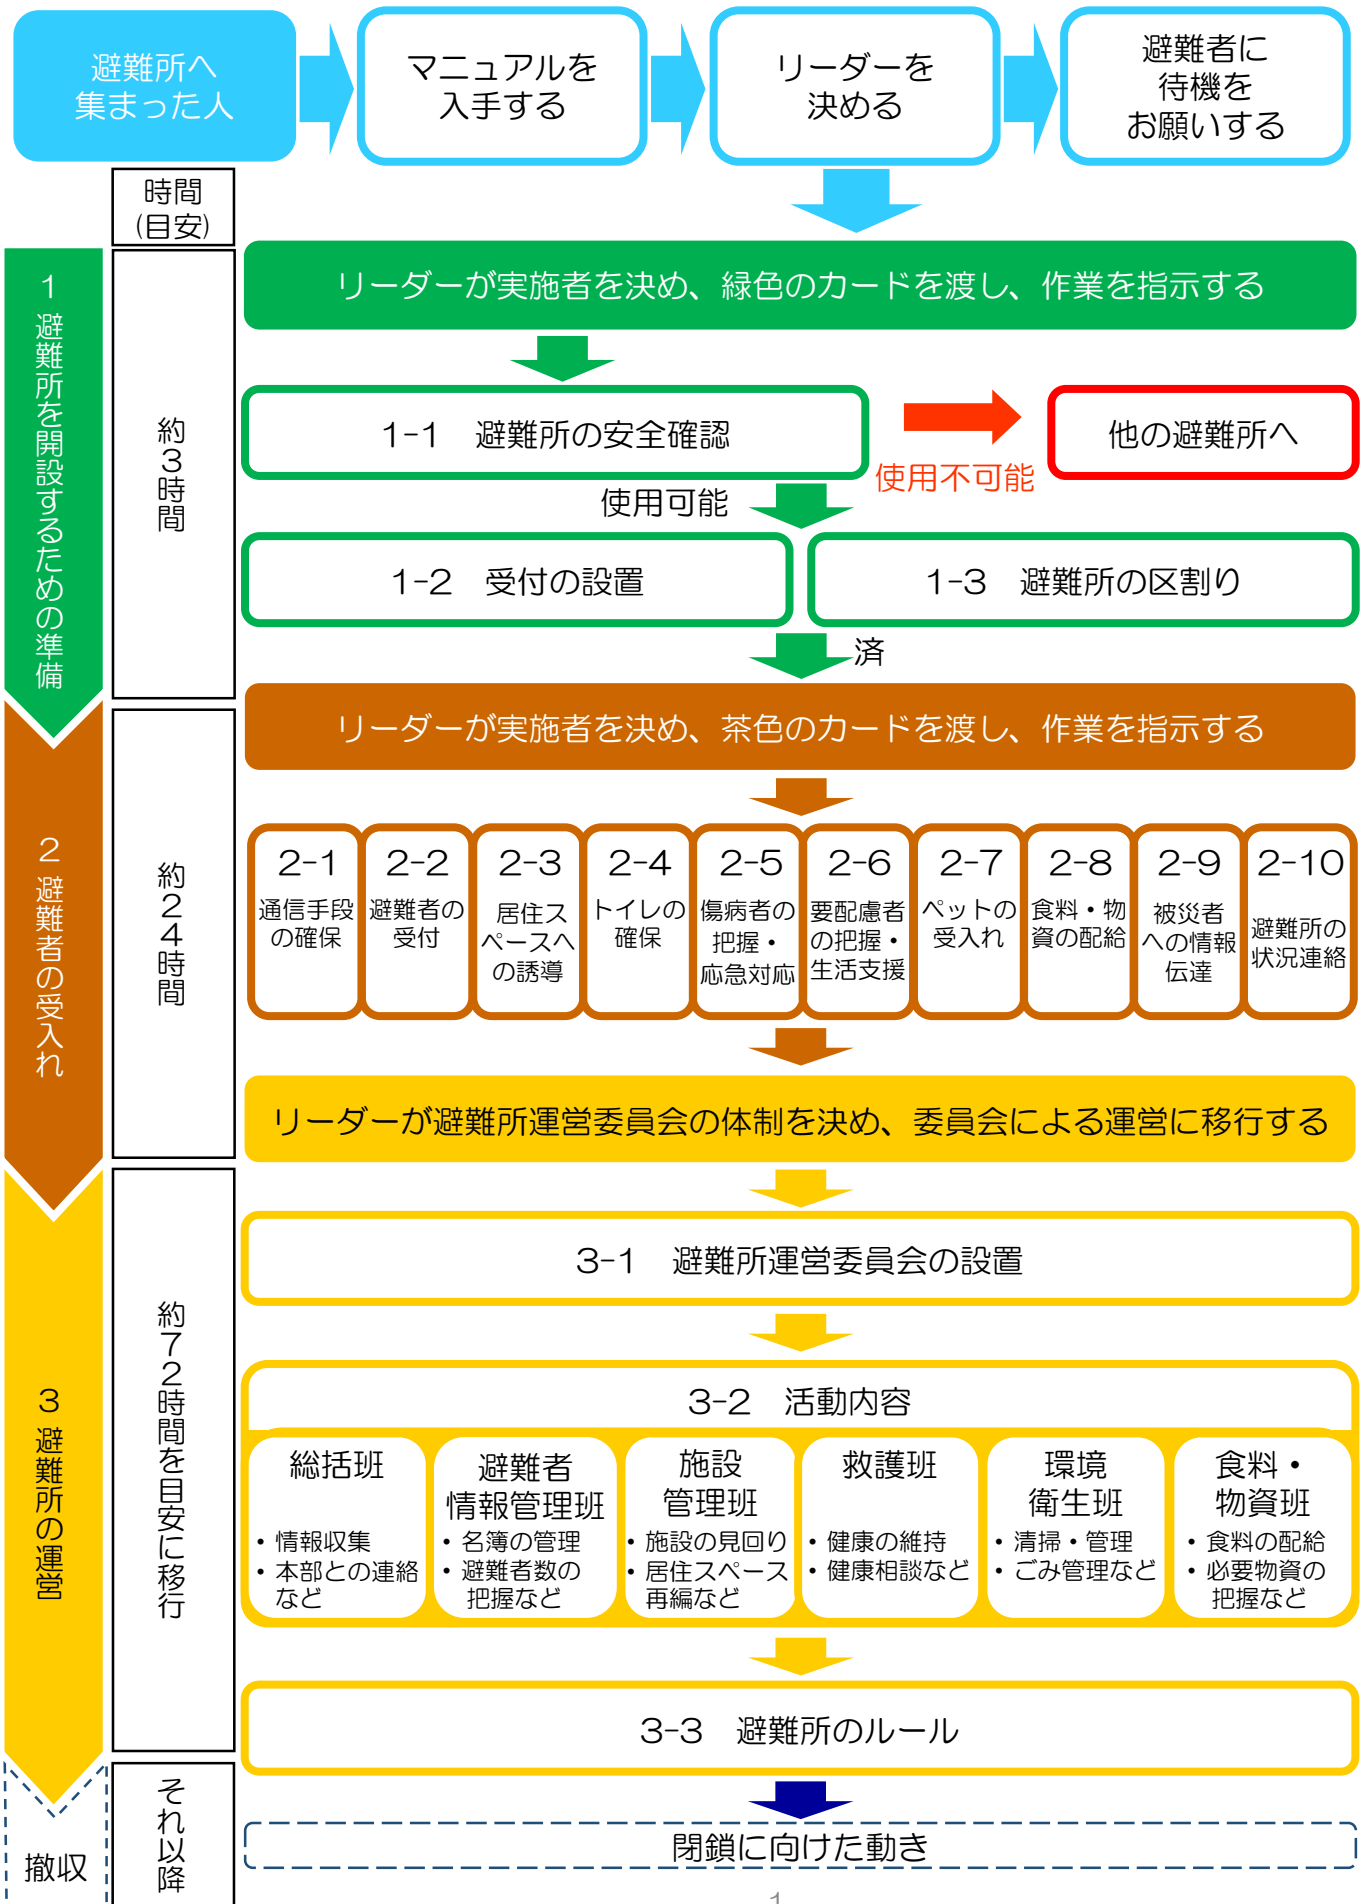 避難所へ
集まった人
マニュアルを
入手する
リーダーを
決める
避難者に
待機を
お願いする
時間
(目安)
1 避難所を開設するための準備
約3時間
リーダーが実施者を決め、緑色のカードを渡し、作業を指示する
1-1 避難所の安全確認
使用不可能
他の避難所へ
使用可能
1-2 受付の設置
1-3 避難所の区割り
済
2 避難者の受入れ
約24時間
リーダーが実施者を決め、茶色のカードを渡し、作業を指示する
2-1
通信手段
の確保
2-2
避難者の
受付
2-3
居住ス
ペースへ
の誘導
2-4
トイレの
確保
2-5
傷病者の
把握・
応急対応
2-6
要配慮者
の把握・
生活支援
2-7
ペットの
受入れ
2-8
食料・物
資の配給
2-9
被災者
への情報
伝達
2-10
避難所の
状況連絡
リーダーが避難所運営委員会の体制を決め、委員会による運営に移行する
3 避難所の運営
約72時間を目安に移行
3-1 避難所運営委員会の設置
3-2 活動内容
総括班
・情報収集
・本部との連絡
など
避難者
情報管理班
・名簿の管理
・避難者数の
把握など
施設
管理班
・施設の見回り
・居住スペース
再編など
救護班
・健康の維持
・健康相談など
環境
衛生班
・清掃・管理
・ごみ管理など
食料・
物資班
・食料の配給
・必要物資の
把握など
3-3 避難所のルール
撤収
それ以降
閉鎖に向けた動き
1